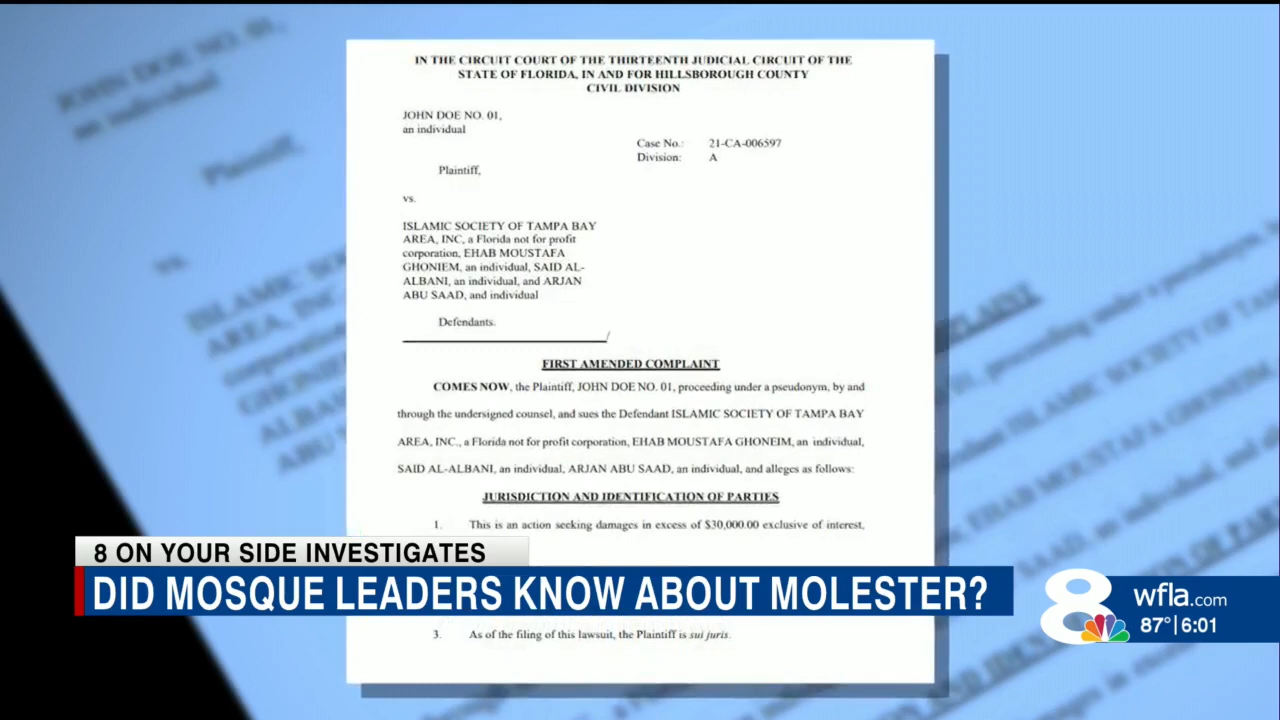 IN THE CIRCUIT COURT OF THE THIRTEENTH JUDICIAL CIRCUIT OF THE
STATE OF FLORIDA, IN AND FOR HILLSBOROUGH COUNTY
CIVIL DIVISION
JOHN DOE NO. 01,
an individual
Case No.: 21-CA-006597
Division: A
Plaintiff,
vs.
ISLAMIC SOCIETY OF TAMPA BAY
AREA, INC, a Florida not for profit
corporation, EHAB MOUSTAFA
GHONIEM, an individual, SAID AL-
ALBANI, an individual, and ARJAN
ABU SAAD, and individual
Defendants.
/
FIRST AMENDED COMPLAINT
COMES NOW, the Plaintiff, JOHN DOE NO. 01, proceeding under a pseudonym, by and
through the undersigned counsel, and sues the Defendant ISLAMIC SOCIETY OF TAMPA BAY
AREA, INC., a Florida not for profit corporation, EHAB MOUSTAFA GHONEIM, an individual,
SAID AL-ALBANI, an individual, ARJAN ABU SAAD, an individual, and alleges as follows:
JURISDICTION AND IDENTIFICATION OF PARTIES
1. This is an action seeking damages in excess of $30,000.00 exclusive of interest,
8 ON YOUR SIDE INVESTIGATES
DID MOSQUE LEADERS KNOW ABOUT MOLESTER?
8 wfla.com
87° | 6:01
3. As of the filing of this lawsuit, the Plaintiff is sui juris.